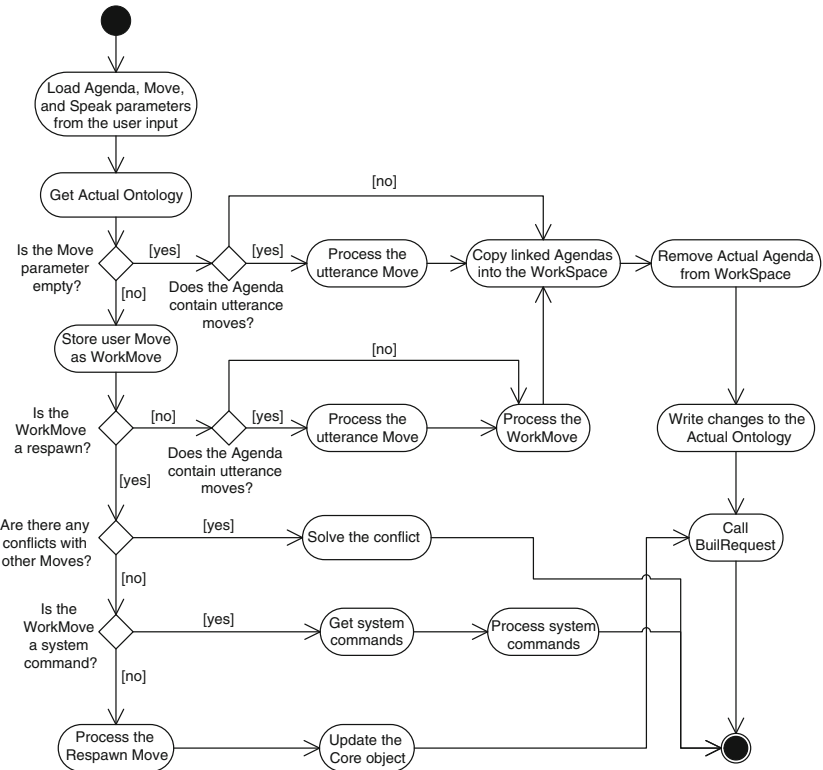 Load Agenda, Move,
and Speak parameters
from the user input
Get Actual Ontology
[no]
Is the Move
parameter
empty?
[yes]
[yes]
Process the
utterance Move
Copy linked Agendas
into the WorkSpace
Remove Actual Agenda
from WorkSpace
Does the Agenda
contain utterance
moves?
[no]
Store user Move
as WorkMove
[no]
Is the
WorkMove
a respawn?
[no]
[yes]
Process the
utterance Move
Process the
WorkMove
Write changes to the
Actual Ontology
Does the Agenda
contain utterance
moves?
[yes]
Are there any
conflicts with
other Moves?
[yes]
Solve the conflict
Call
BuilRequest
[no]
Is the
WorkMove
a system
command?
[yes]
Get system
commands
Process system
commands
[no]
Process the
Respawn Move
Update the
Core object